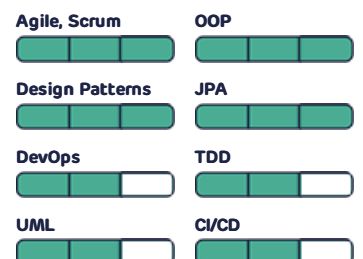 Agile, Scrum
OOP
Design Patterns
JPA
DevOps
TDD
UML
CI/CD